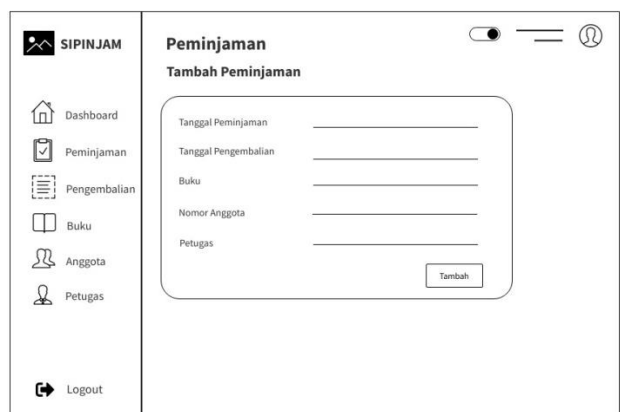 SIPINJAM
Dashboard
Peminjaman
Pengembalian
Buku
Anggota
Petugas
Logout
Peminjaman
Tambah Peminjaman
Tanggal Peminjaman
Tanggal Pengembalian
Buku
Nomor Anggota
Petugas
Tambah